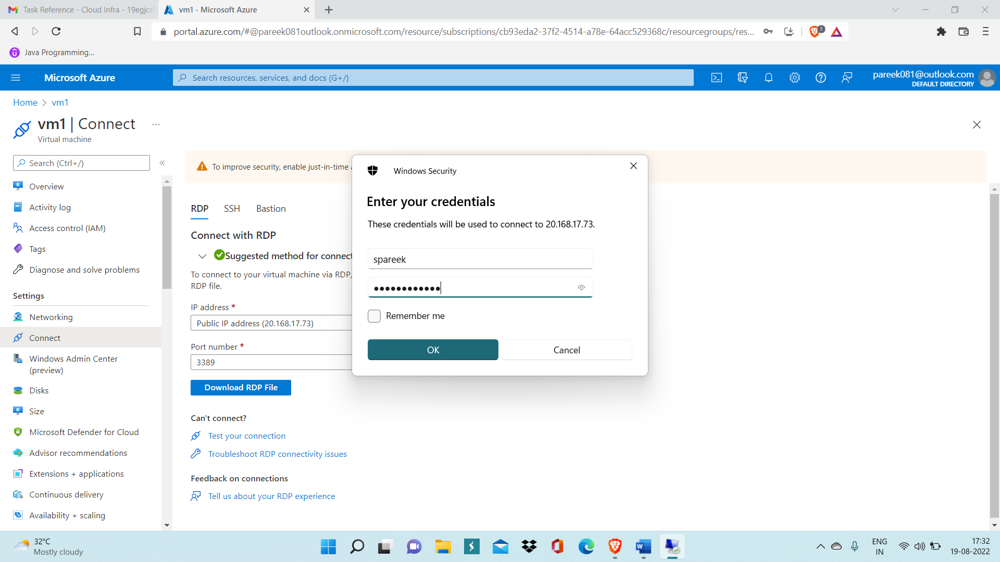 Task Reference - Cloud Infra - 19egjcs
vm1 - Microsoft Azure
portal.azure.com/#@pareek081outlook.onmicrosoft.com/resource/subscriptions/cb93eda2-37f2-4514-a78e-64acc529368c/resourcegroups/res...
3
Java Programming...
Microsoft Azure
Search resources, services, and docs (G+/)
pareek081@outlook.com
DEFAULT DIRECTORY
Home > vm1
vm1 | Connect ...
Virtual machine
Search (Ctrl+/)
«
Overview
Activity log
Access control (IAM)
Tags
Diagnose and solve problems
Settings
Networking
Connect
Windows Admin Center
(preview)
Disks
Size
Microsoft Defender for Cloud
Advisor recommendations
Extensions + applications
Continuous delivery
Availability + scaling
To improve security, enable just-in-time
RDP SSH Bastion
Connect with RDP
Suggested method for connect
To connect to your virtual machine via RDP,
RDP file.
IP address *
Public IP address (20.168.17.73)
Port number *
3389
Download RDP File
Can't connect?
Test your connection
Troubleshoot RDP connectivity issues
Feedback on connections
Tell us about your RDP experience
Windows Security
Enter your credentials
These credentials will be used to connect to 20.168.17.73.
spareek
●●●●●●●●●●●●
Remember me
OK
Cancel
32°C
Mostly cloudy
ENG
IN
17:32
19-08-2022